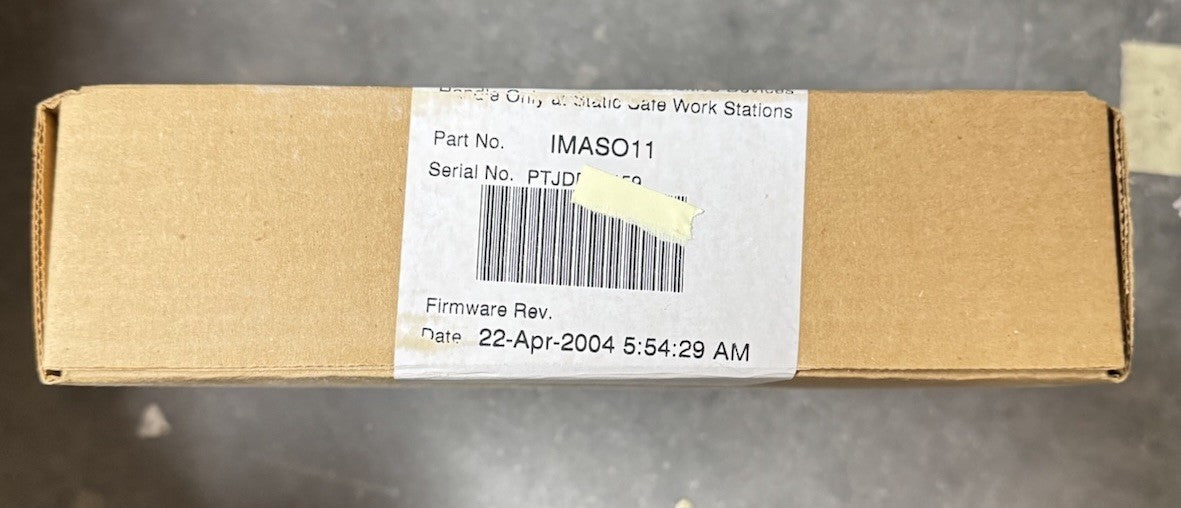 Devices
Handle Only at Static Safe Work Stations
Part No. IMASO11
Serial No.
Firmware Rev.
Date 22-Apr-2004 5:54:29 AM